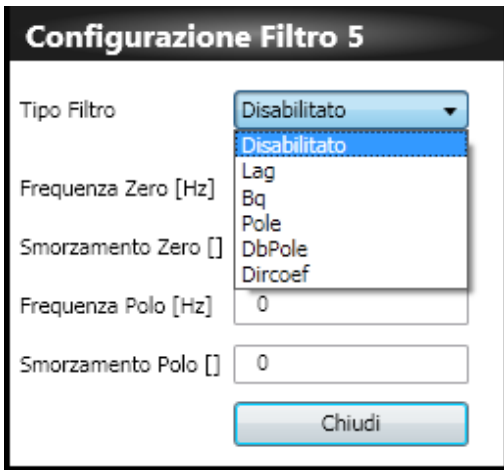 Configurazione Filtro 5
Tipo Filtro Disabilitato
Disabilitato
Lag
Frequenza Zero [Hz] Bq
Pole
Smorzamento Zero [] DbPole
Dircoef
Frequenza Polo [Hz] 0
Smorzamento Polo [] 0
Chiudi